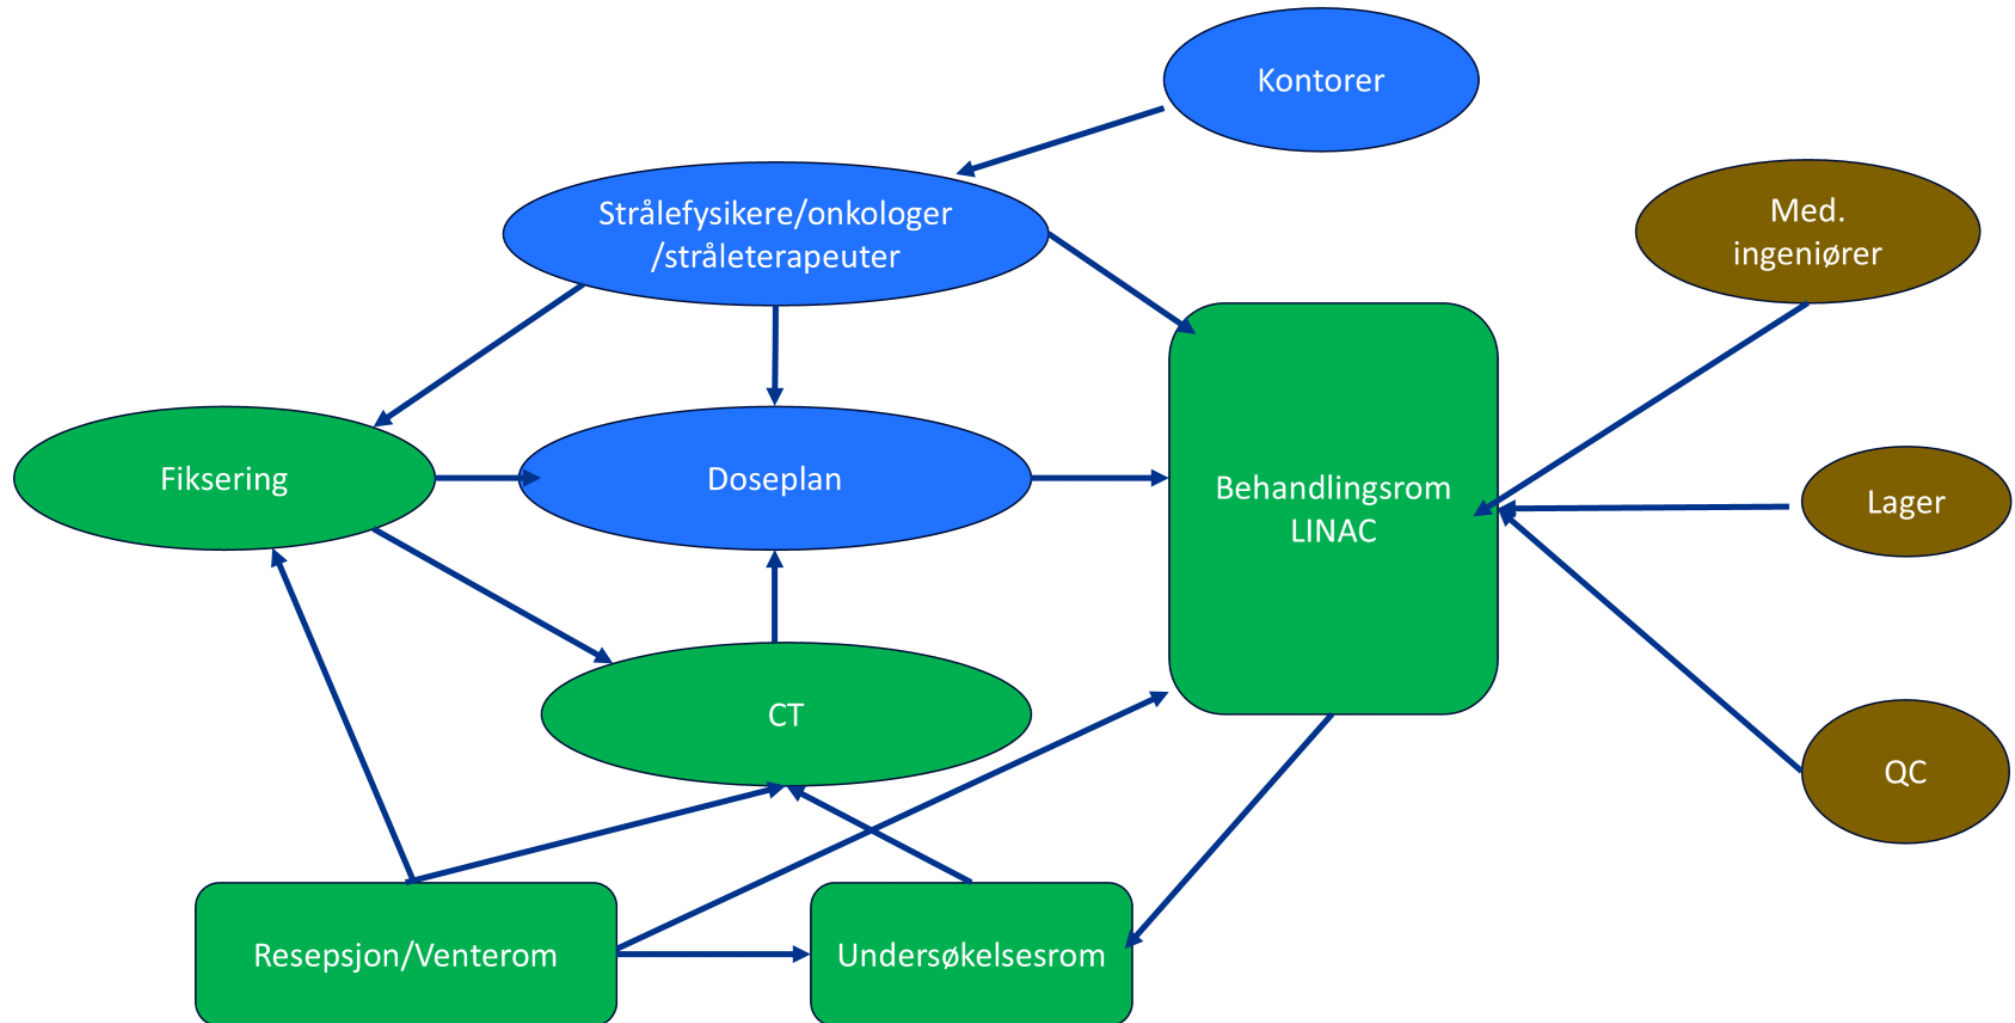 Kontorer
Strålefysikere/onkologer
/stråleterapeuter
Med.
ingeniører
Fiksering
Doseplan
Behandlingsrom
LINAC
Lager
CT
QC
Resepsjon/Venterom
Undersøkelsesrom